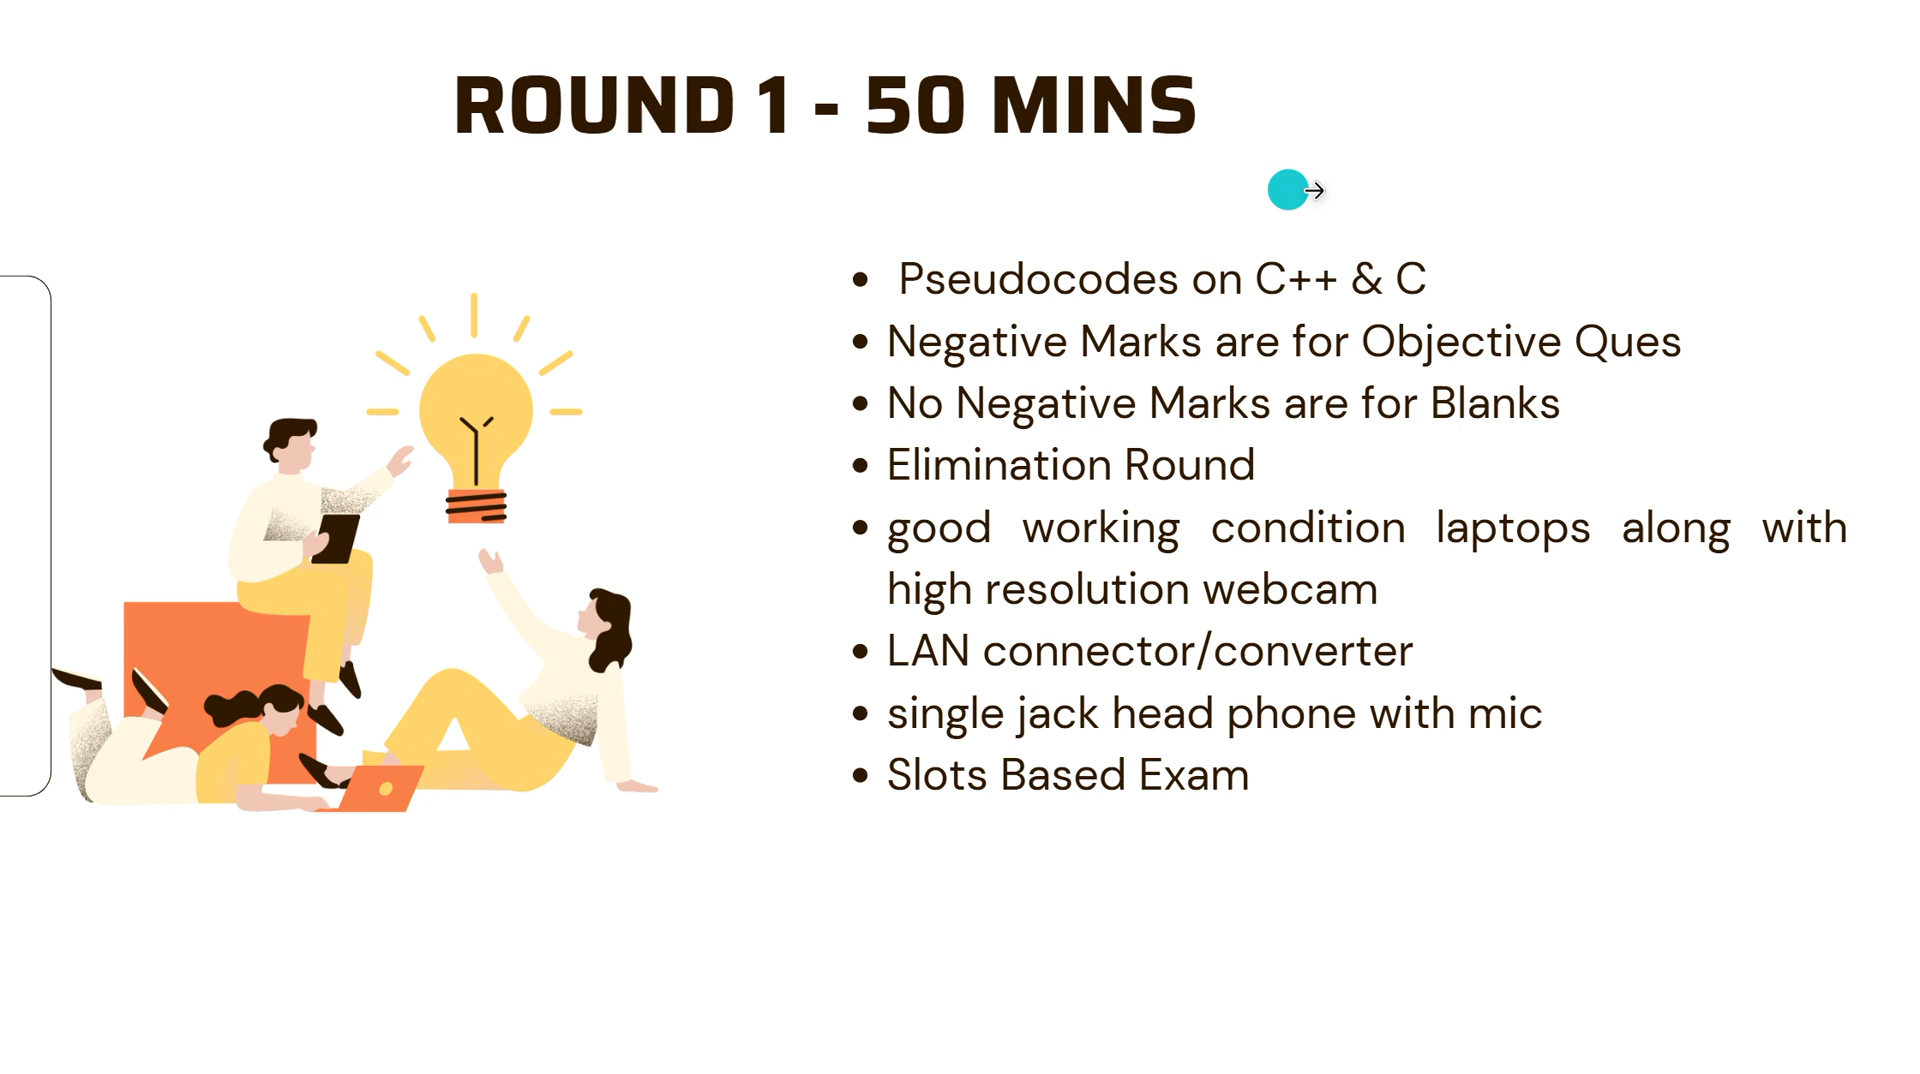 ROUND 1 - 50 MINS
• Pseudocodes on C++ & C
• Negative Marks are for Objective Ques
• No Negative Marks are for Blanks
• Elimination Round
• good working condition laptops along with
high resolution webcam
• LAN connector/converter
• single jack head phone with mic
• Slots Based Exam